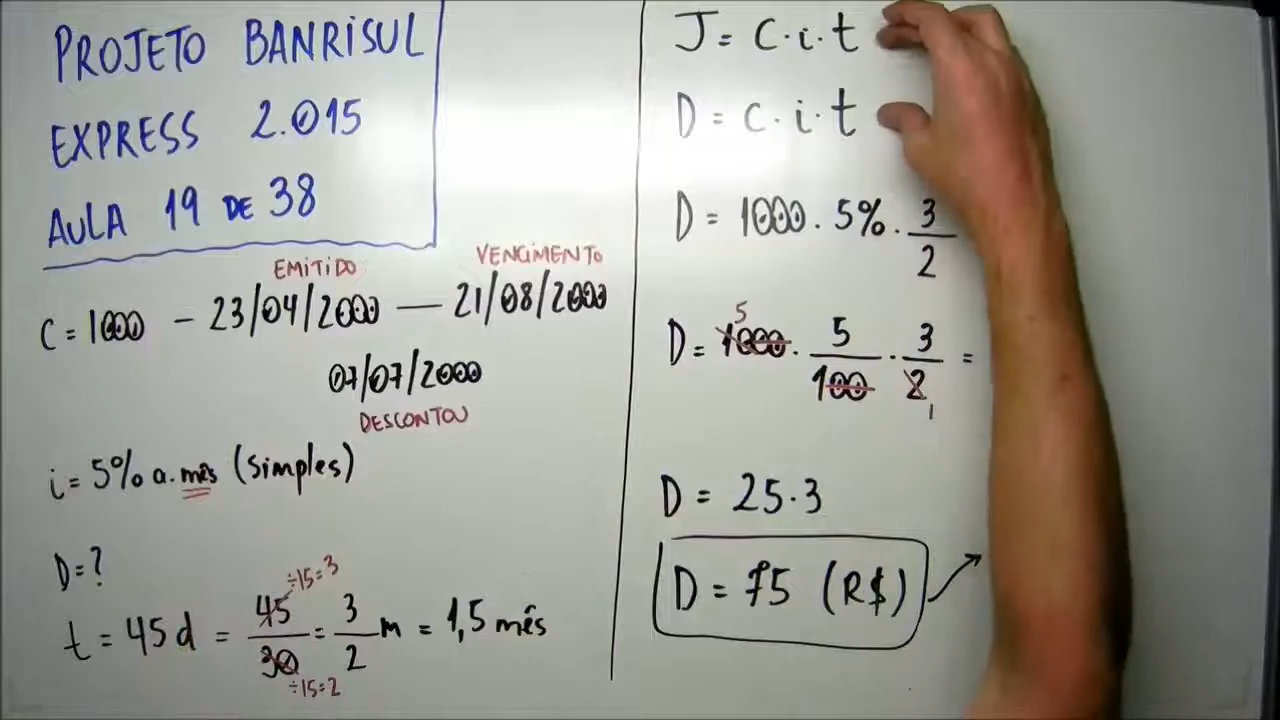 PROJETO BANRISUL
EXPRESS 2.015
AULA 19 DE 38
EMITIDO VENCIMENTO
C = 1000 - 23/04/2000 — 21/08/2000
07/07/2000
DESCONTOU
i = 5% a. mês (simples)
D = ?
÷15=3
t = 45 d = 45/30 = 3/2 m = 1,5 mês
÷15=2
J = C.i.t
D = C.i.t
D = 1000 . 5% . 3/2
5
D = 1000 . 5/100 . 3/2 =
1
D = 25.3
D = 75 (R$)